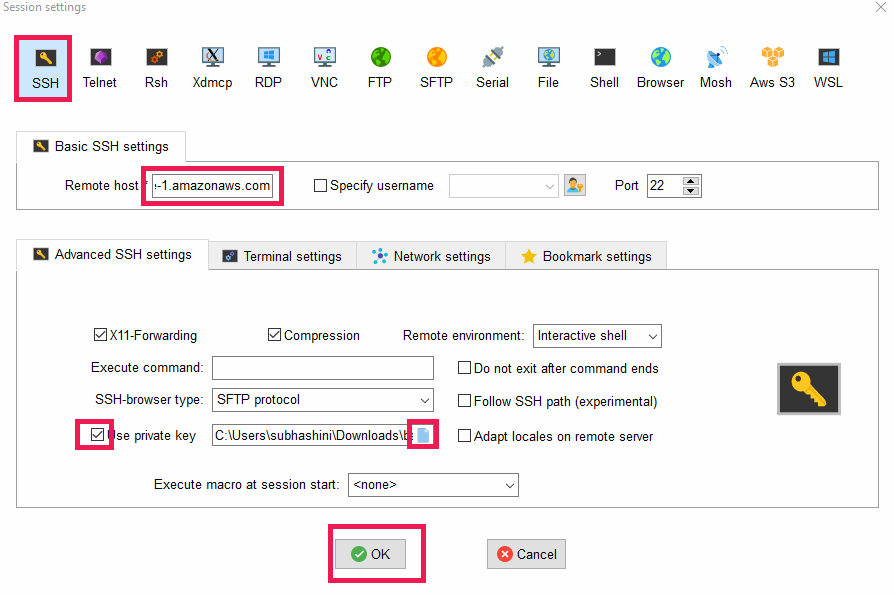 Session settings
SSH Telnet Rsh Xdmcp RDP VNC FTP SFTP Serial File Shell Browser Mosh Aws S3 WSL
Basic SSH settings
Remote host * -1.amazonaws.com Specify username Port 22
Advanced SSH settings Terminal settings Network settings Bookmark settings
X11-Forwarding Compression Remote environment: Interactive shell
Execute command: Do not exit after command ends
SSH-browser type: SFTP protocol Follow SSH path (experimental)
Use private key C:\Users\subhashini\Downloads\ Adapt locales on remote server
Execute macro at session start: <none>
OK Cancel